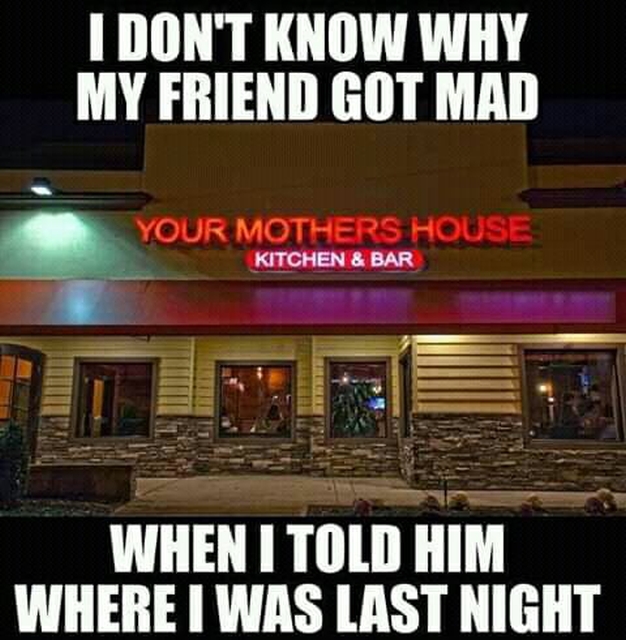 I DON'T KNOW WHY
MY FRIEND GOT MAD
YOUR MOTHERS HOUSE
KITCHEN & BAR
WHEN I TOLD HIM
WHERE I WAS LAST NIGHT